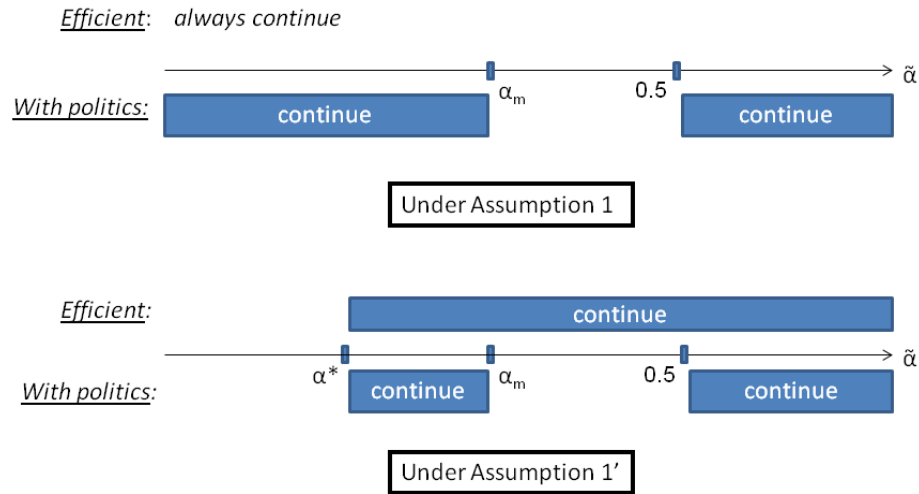 Efficient: always continue
α̃
αₘ
0.5
With politics:
continue
continue
Under Assumption 1
Efficient:
continue
α̃
α*
αₘ
0.5
With politics:
continue
continue
Under Assumption 1’